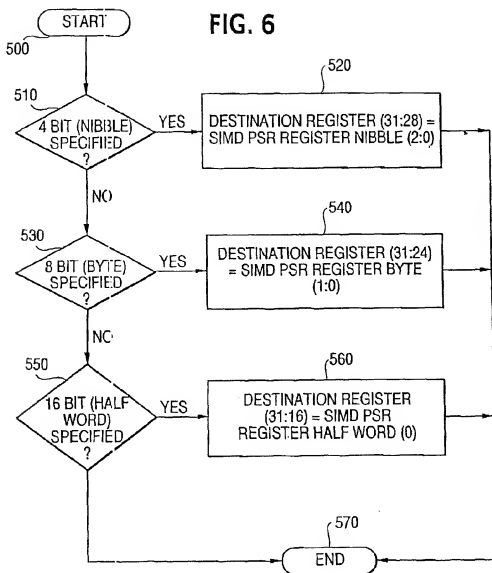 FIG. 6
START
500
510
4 BIT (NIBBLE)
SPECIFIED
?
YES
520
DESTINATION REGISTER (31:28) =
SIMD PSR REGISTER NIBBLE (2:0)
NO
530
8 BIT (BYTE)
SPECIFIED
?
YES
540
DESTINATION REGISTER (31:24)
= SIMD PSR REGISTER BYTE
(1:0)
NO
550
16 BIT (HALF
WORD)
SPECIFIED
?
YES
560
DESTINATION REGISTER
(31:16) = SIMD PSR
REGISTER HALF WORD (0)
570
END